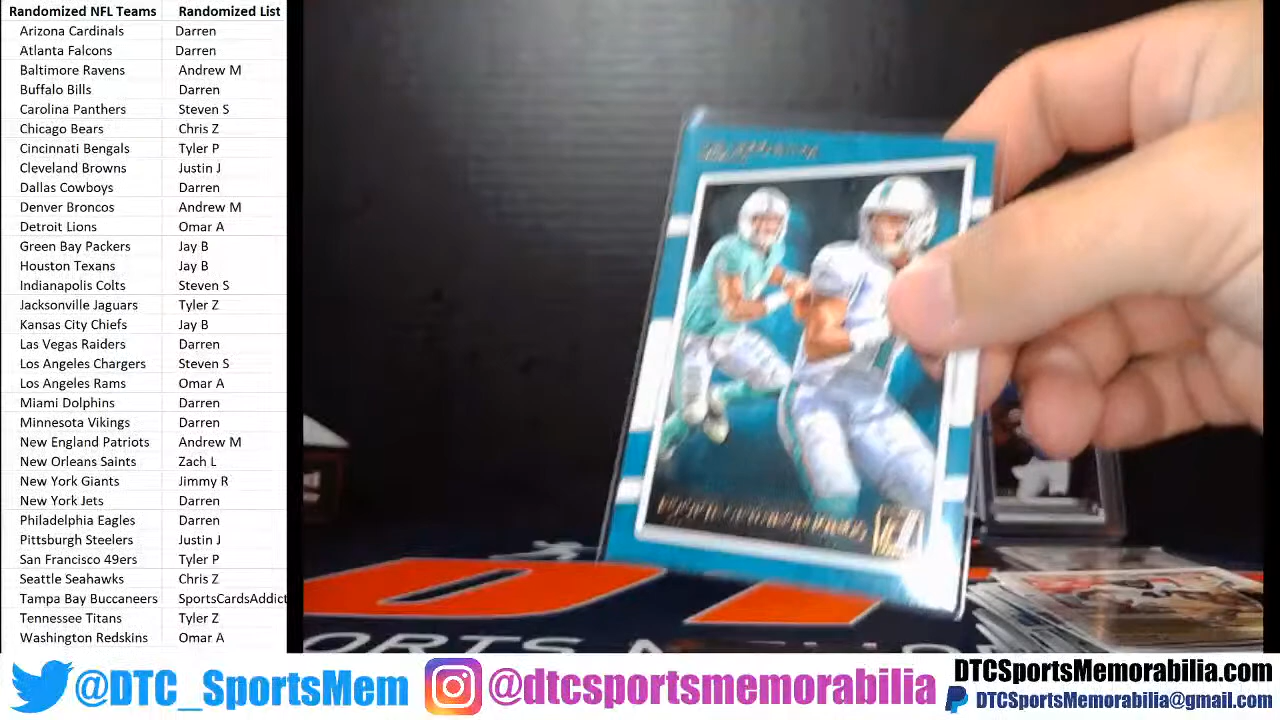 Randomized NFL Teams Randomized List
Arizona Cardinals Darren
Atlanta Falcons Darren
Baltimore Ravens Andrew M
Buffalo Bills Darren
Carolina Panthers Steven S
Chicago Bears Chris Z
Cincinnati Bengals Tyler P
Cleveland Browns Justin J
Dallas Cowboys Darren
Denver Broncos Andrew M
Detroit Lions Omar A
Green Bay Packers Jay B
Houston Texans Jay B
Indianapolis Colts Steven S
Jacksonville Jaguars Tyler Z
Kansas City Chiefs Jay B
Las Vegas Raiders Darren
Los Angeles Chargers Steven S
Los Angeles Rams Omar A
Miami Dolphins Darren
Minnesota Vikings Darren
New England Patriots Andrew M
New Orleans Saints Zach L
New York Giants Jimmy R
New York Jets Darren
Philadelphia Eagles Darren
Pittsburgh Steelers Justin J
San Francisco 49ers Tyler P
Seattle Seahawks Chris Z
Tampa Bay Buccaneers SportsCardsAddict
Tennessee Titans Tyler Z
Washington Redskins Omar A
@DTC_SportsMem @dtcsportsmemorabilia
DTCSportsMemorabilia.com
DTCSportsMemorabilia@gmail.com